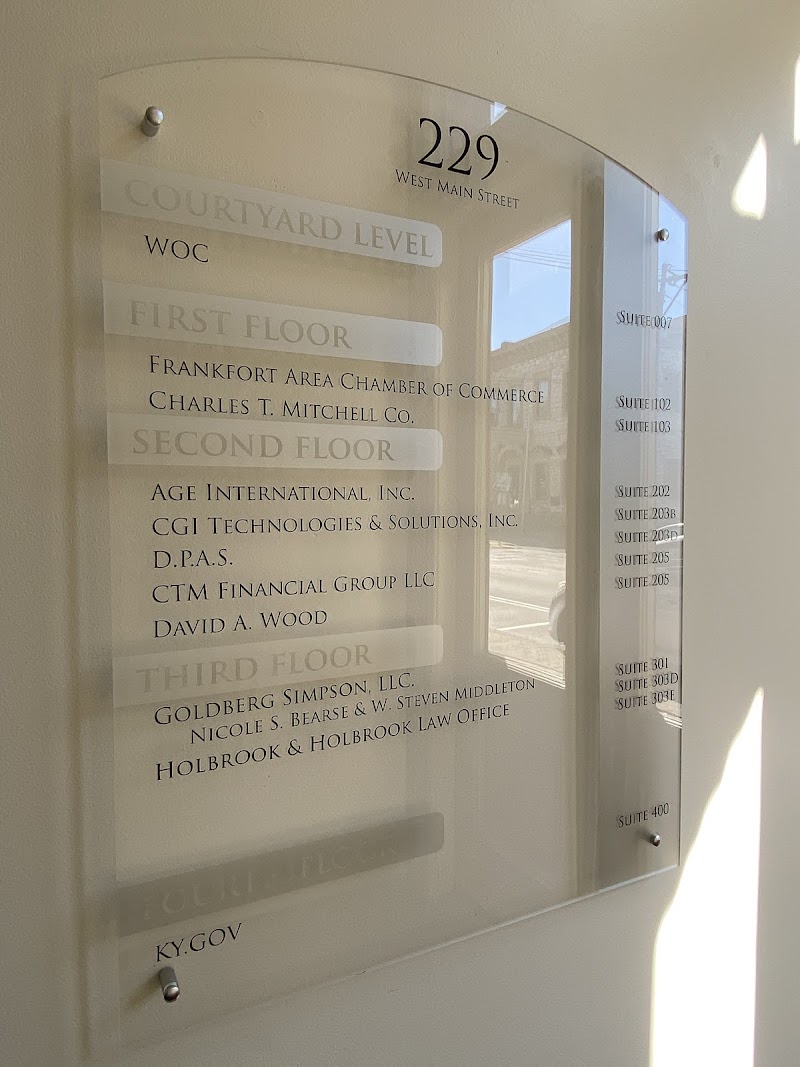 229
West Main Street
COURTYARD LEVEL
WOC Suite 007
FIRST FLOOR
Frankfort Area Chamber of Commerce Suite 102
Charles T. Mitchell Co. Suite 103
SECOND FLOOR
Age International, Inc. Suite 202
CGI Technologies & Solutions, Inc. Suite 203B
D.P.A.S. Suite 203D
CTM Financial Group LLC Suite 205
David A. Wood Suite 205
THIRD FLOOR
Goldberg Simpson, LLC. Suite 301
Nicole S. Bearse & W. Steven Middleton Suite 303D
Holbrook & Holbrook Law Office Suite 303E
FOURTH FLOOR
KY.GOV Suite 400